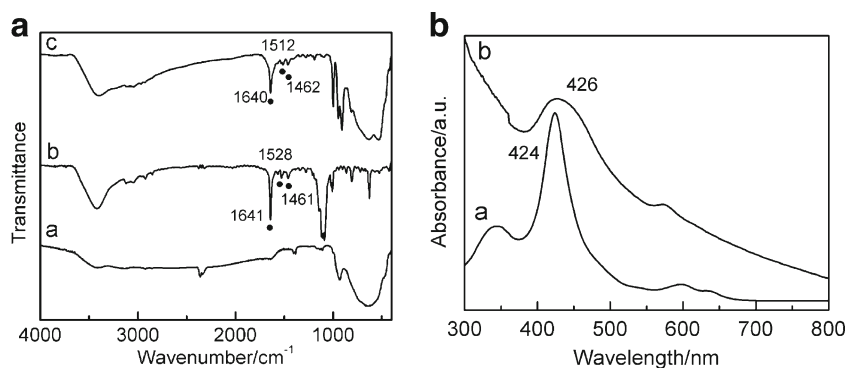 a
c
1512
1462
1640
b
1528
1461
1641
a
Transmittance
4000 3000 2000 1000
Wavenumber/cm⁻¹
b
b
426
424
a
Absorbance/a.u.
300 400 500 600 700 800
Wavelength/nm